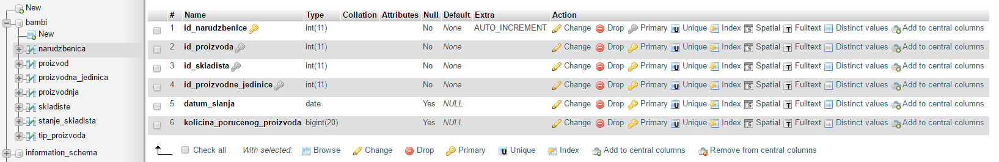 New
bambi
New
narudzbenica
proizvod
proizvodna_jedinica
proizvodnja
skladiste
stanje_skladista
tip_proizvoda
information_schema
# Name Type Collation Attributes Null Default Extra Action
1 id_narudzbenice int(11) No None AUTO_INCREMENT Change Drop Primary Unique Index Spatial Fulltext Distinct values Add to central columns
2 id_proizvoda int(11) No None Change Drop Primary Unique Index Spatial Fulltext Distinct values Add to central columns
3 id_skladista int(11) No None Change Drop Primary Unique Index Spatial Fulltext Distinct values Add to central columns
4 id_proizvodne_jedinice int(11) No None Change Drop Primary Unique Index Spatial Fulltext Distinct values Add to central columns
5 datum_slanja date Yes NULL Change Drop Primary Unique Index Spatial Fulltext Distinct values Add to central columns
6 kolicina_porucenog_proizvoda bigint(20) Yes NULL Change Drop Primary Unique Index Spatial Fulltext Distinct values Add to central columns
Check all With selected: Browse Change Drop Primary Unique Index Add to central columns Remove from central columns